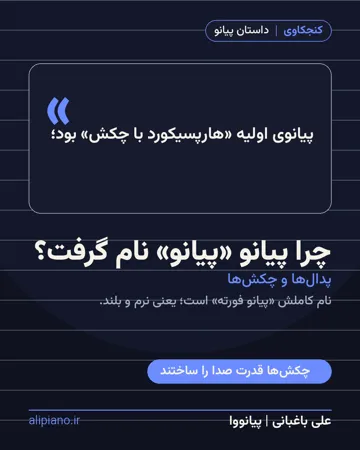 کنجکاوی | داستان پیانو
»
پیانوی اولیه «هارپسیکورد با چکش» بود؛
چرا پیانو «پیانو» نام گرفت؟
پدال‌ها و چکش‌ها
نام کاملش «پیانو فورته» است؛ یعنی نرم و بلند.
چکش‌ها قدرت صدا را ساختند
علی باغبانی | پیانووا
alipiano.ir